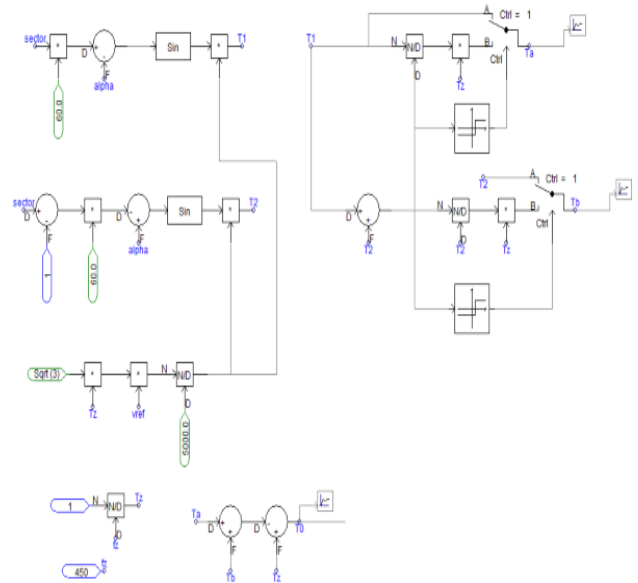 sector
*
D
+
-
F
alpha
Sin
*
T1
60.0
sector
D
+
-
F
1
*
60.0
D
-
+
F
alpha
Sin
*
T2
Sqrt (3)
*
Tz
*
vref
N
N/D
D
5000.0
1
N
N/D
D
fz
Tz
450
fz
Ta
D
+
+
F
Tb
D
-
+
F
Tz
T0
T1
N
N/D
D
*
Tz
A
B
Ctrl = 1
Ctrl
Ta
D
+
+
F
T2
N
N/D
D
T2
*
Tz
T2
A
B
Ctrl = 1
Ctrl
Tb